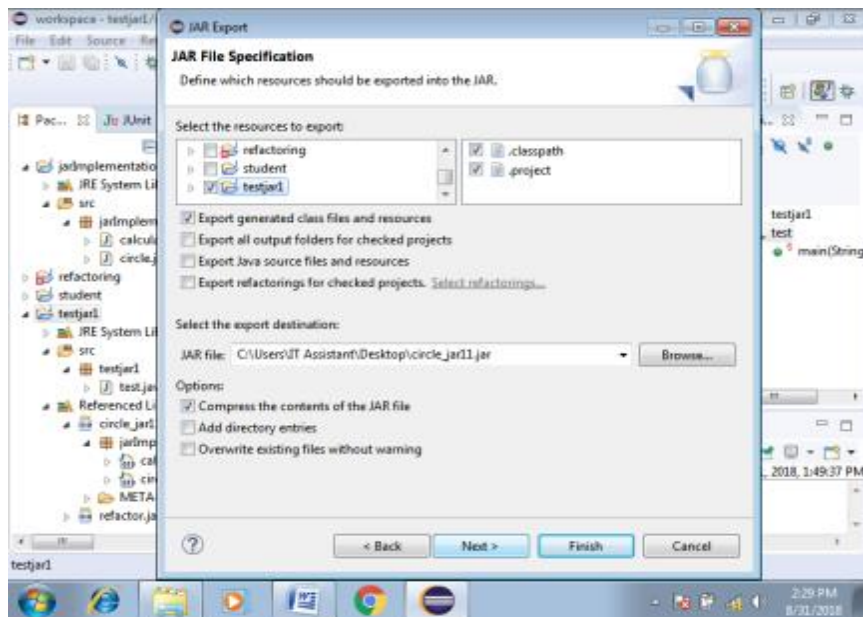 workspace - testjar1/
File Edit Source Ref
Pac... JUnit
jarImplementatio
JRE System Lib
src
jarImplem
calcula
circle.j
refactoring
student
testjar1
JRE System Lib
src
testjar1
test.jav
Referenced Li
circle_jar1
jarImp
cal
circ
META-
refactor.ja
testjar1
JAR Export
JAR File Specification
Define which resources should be exported into the JAR.
Select the resources to export:
refactoring
student
testjar1
.classpath
.project
Export generated class files and resources
Export all output folders for checked projects
Export Java source files and resources
Export refactorings for checked projects. Select refactorings...
Select the export destination:
JAR file: C:\Users\IT Assistant\Desktop\circle_jar11.jar
Browse...
Options:
Compress the contents of the JAR file
Add directory entries
Overwrite existing files without warning
< Back Next > Finish Cancel
testjar1
test
main(String
, 2018, 1:49:37 PM
2:29 PM
8/31/2018